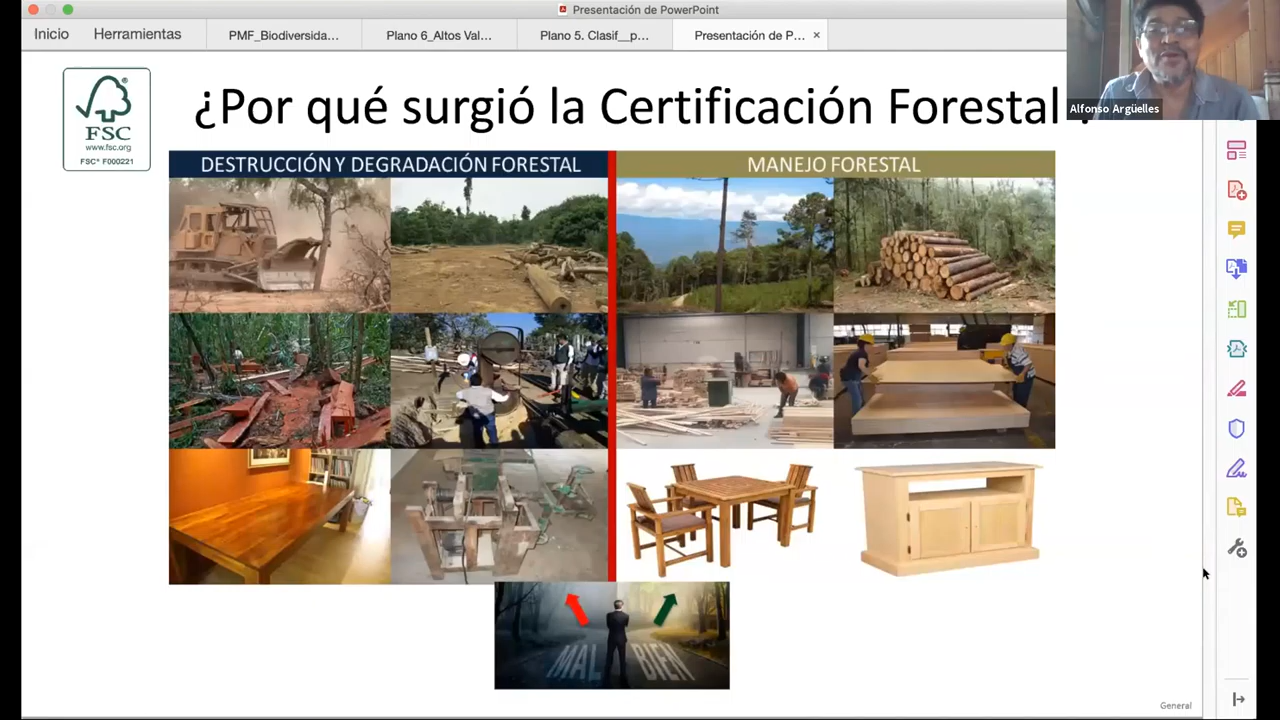 Presentación de PowerPoint
Inicio
Herramientas
PMF_Biodiversida...
Plano 6_Altos Val...
Plano 5. Clasif__p...
Presentación de P...
×
Alfonso Argüelles
FSC
www.fsc.org
FSC® F000221
¿Por qué surgió la Certificación Forestal
DESTRUCCIÓN Y DEGRADACIÓN FORESTAL
MANEJO FORESTAL
MAL
BIEN
General